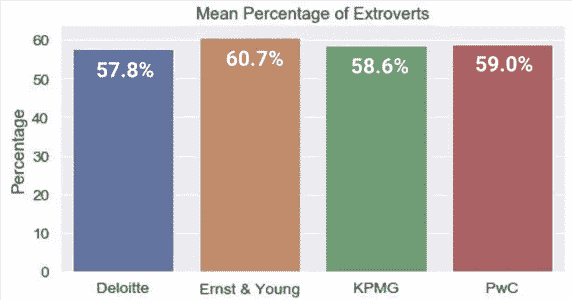 Mean Percentage of Extroverts
Percentage
60
50
40
30
20
10
0
57.8%
60.7%
58.6%
59.0%
Deloitte
Ernst & Young
KPMG
PwC